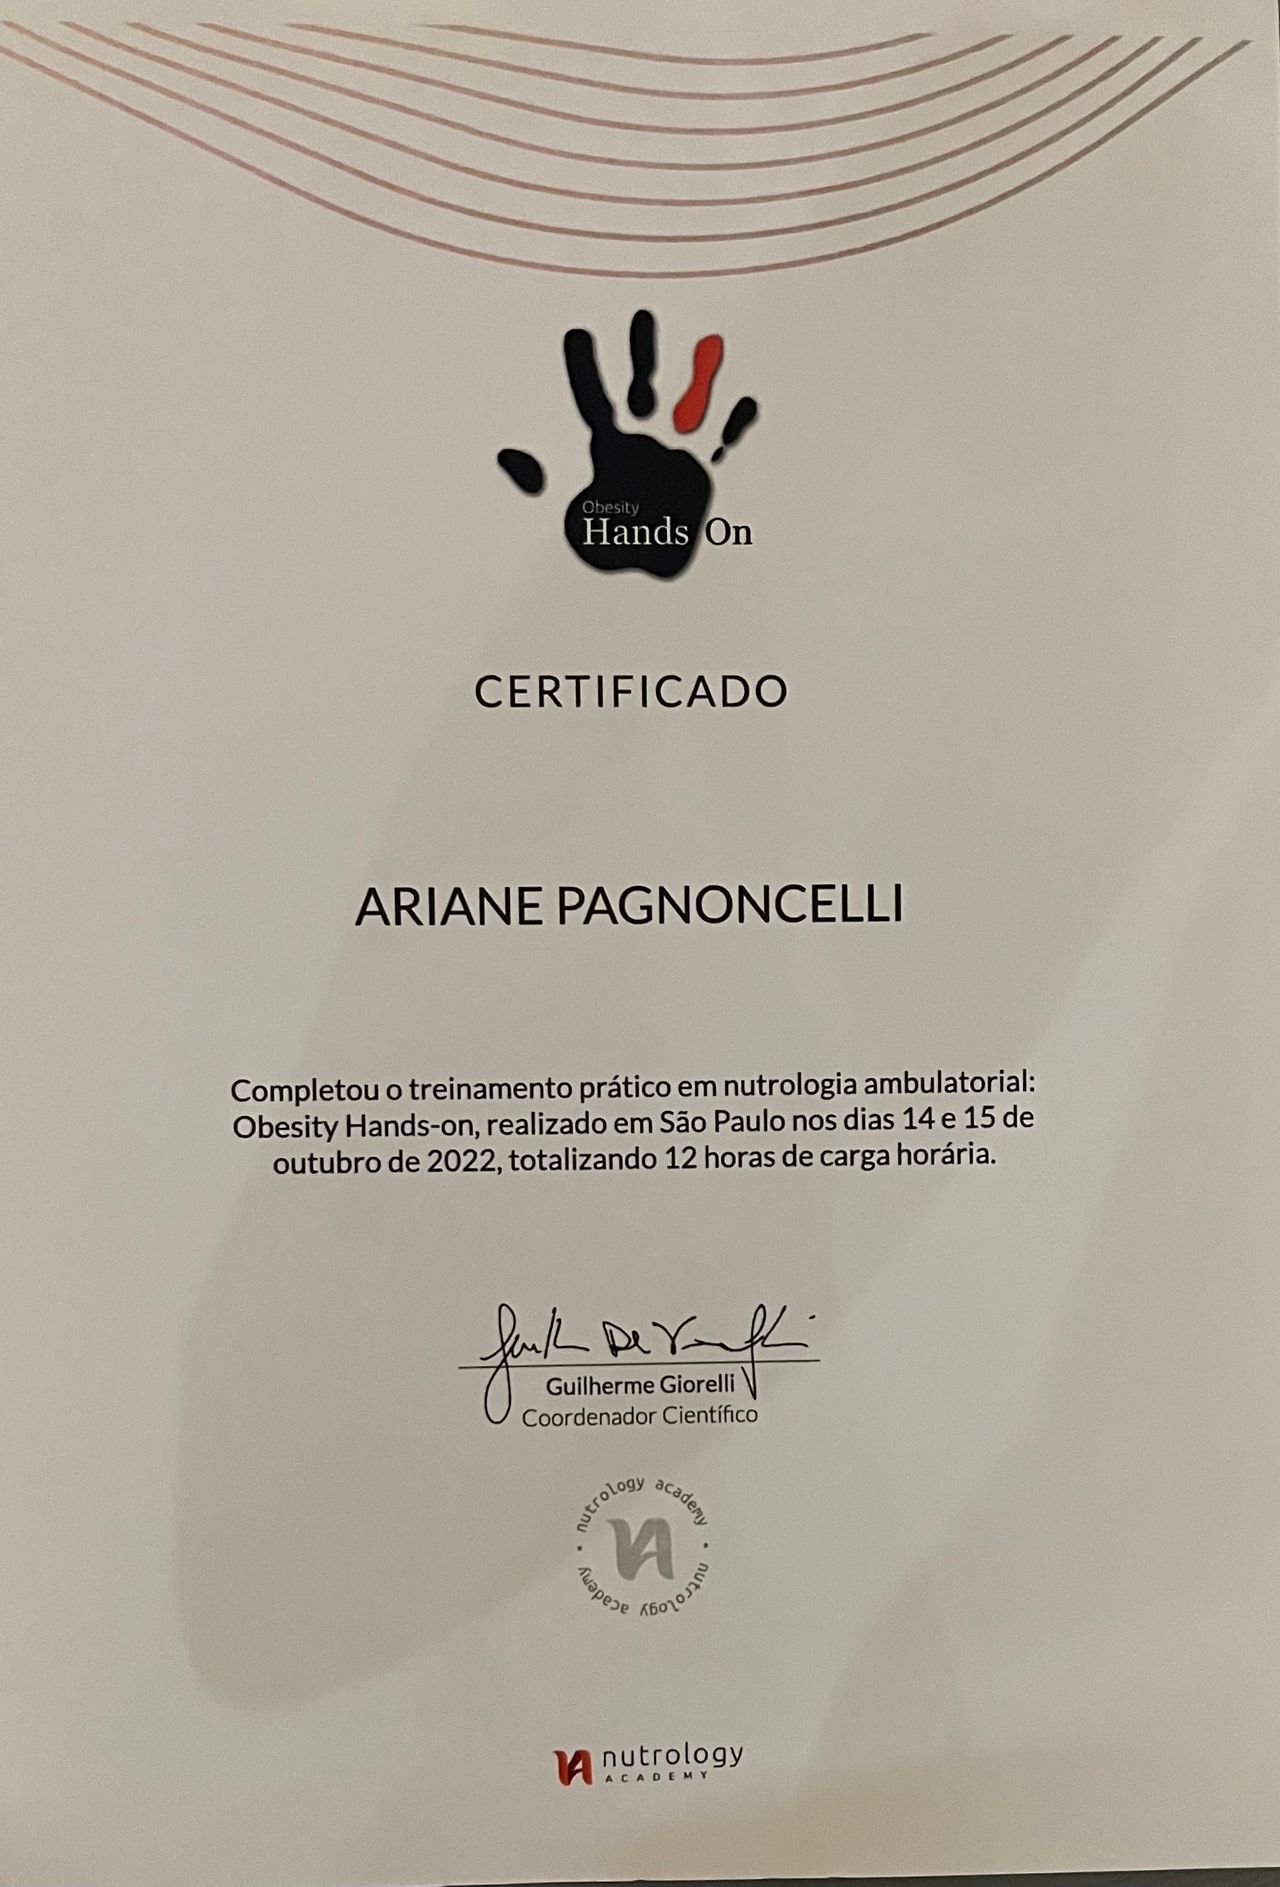 Obesity
Hands On
CERTIFICADO
ARIANE PAGNONCELLI
Completou o treinamento prático em nutrologia ambulatorial:
Obesity Hands-on, realizado em São Paulo nos dias 14 e 15 de
outubro de 2022, totalizando 12 horas de carga horária.
Guilherme Giorelli
Coordenador Científico
nutrology academy • nutrology academy •
nutrology
ACADEMY